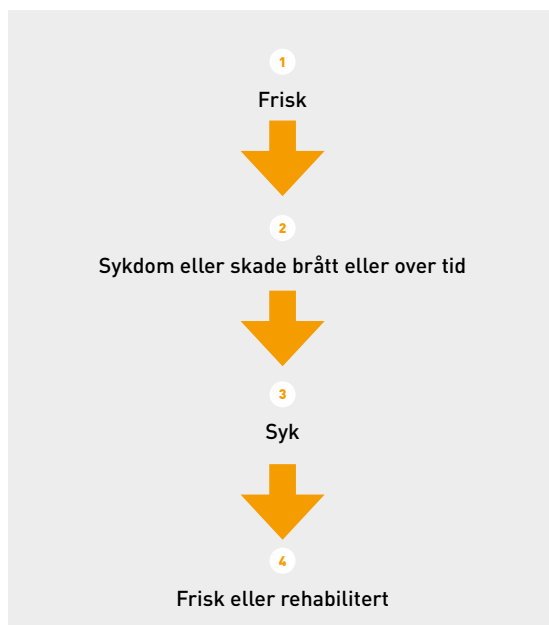 1
Frisk
2
Sykdom eller skade brått eller over tid
3
Syk
4
Frisk eller rehabilitert